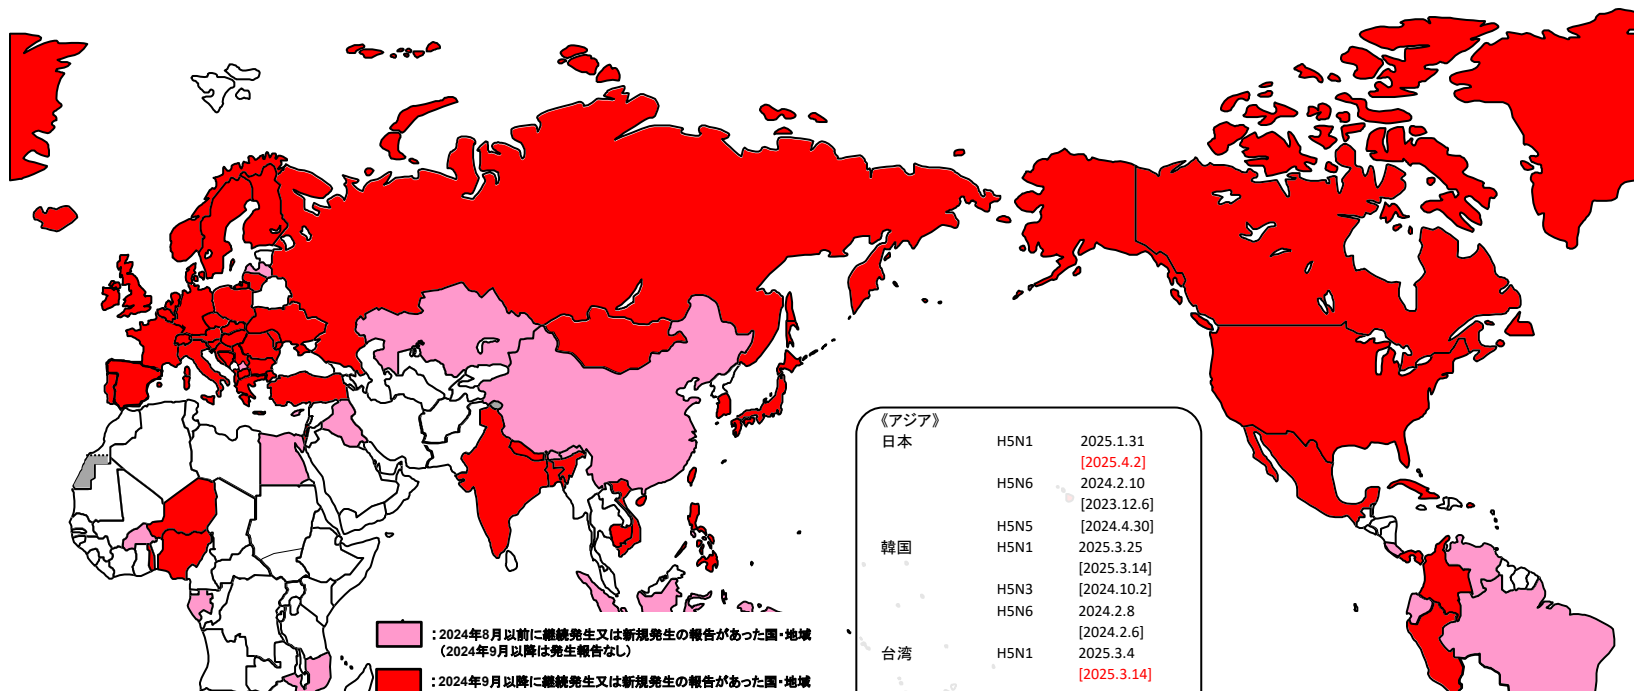 《アジア》
日本 H5N1 2025.1.31
[2025.4.2]
H5N6 2024.2.10
[2023.12.6]
H5N5 [2024.4.30]
韓国 H5N1 2025.3.25
[2025.3.14]
H5N3 [2024.10.2]
H5N6 2024.2.8
[2024.2.6]
台湾 H5N1 2025.3.4
[2025.3.14]
：2024年8月以前に継続発生又は新規発生の報告があった国・地域
（2024年9月以降は発生報告なし）
：2024年9月以降に継続発生又は新規発生の報告があった国・地域